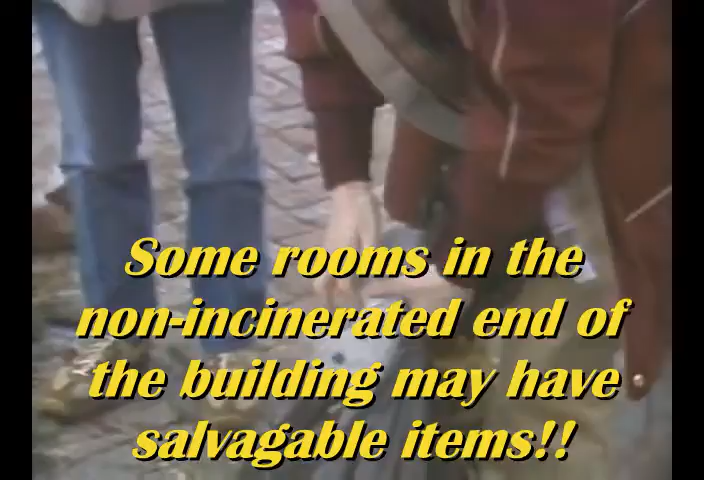 Some rooms in the
non-incinerated end of
the building may have
salvagable items!!